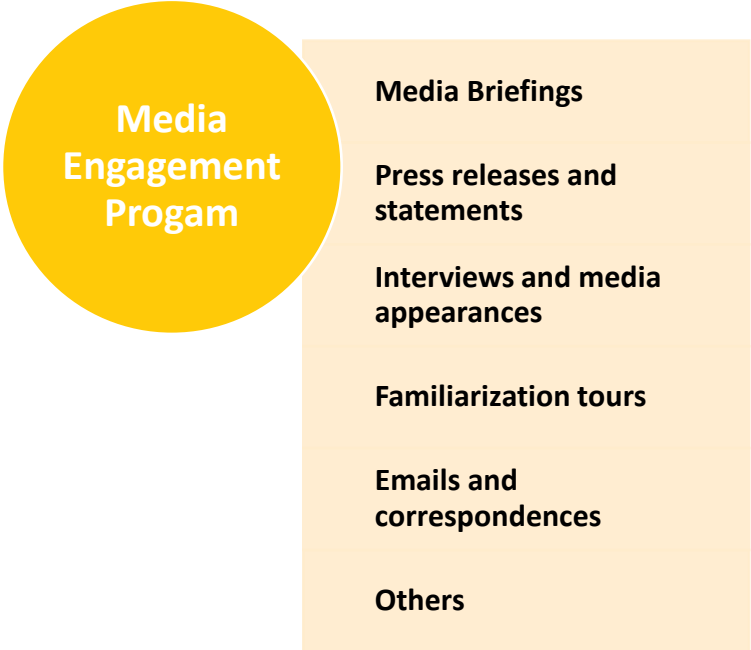 Media
Engagement
Progam
Media Briefings
Press releases and
statements
Interviews and media
appearances
Familiarization tours
Emails and
correspondences
Others